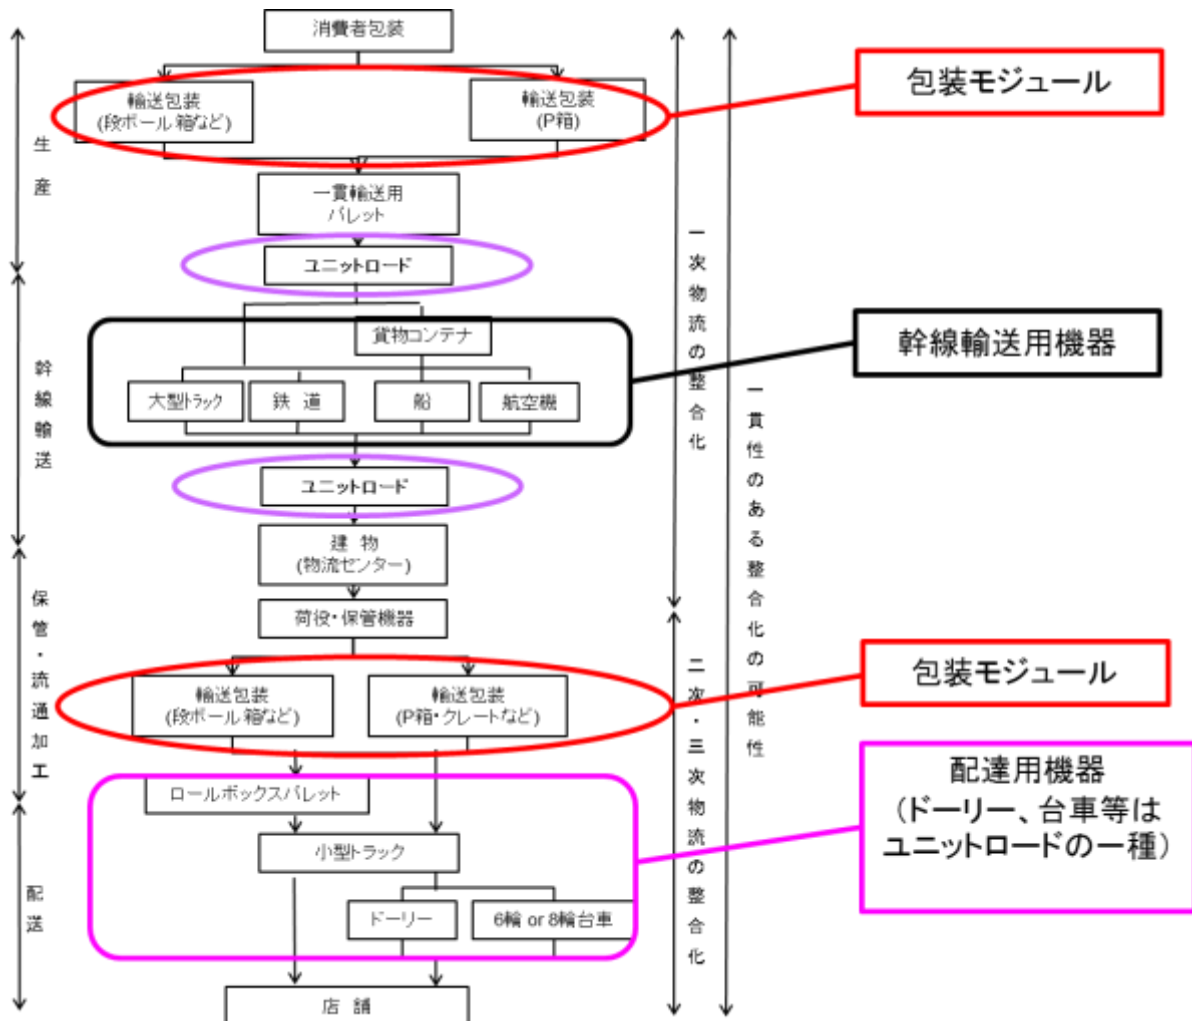 消費者包装
輸送包装
(段ボール箱など)
輸送包装
(P箱)
包装モジュール
生産
一貫輸送用
パレット
ユニットロード
一次物流の整合化
貨物コンテナ
幹線輸送用機器
大型トラック
鉄道
船
航空機
幹線輸送
ユニットロード
一貫性のある整合化の可能性
建物
(物流センター)
荷役・保管機器
保管・流通加工
輸送包装
(段ボール箱など)
輸送包装
(P箱・クレートなど)
包装モジュール
二次・三次物流の整合化
ロールボックスパレット
配達用機器
(ドーリー、台車等は
ユニットロードの一種)
小型トラック
配送
ドーリー
6輪 or 8輪台車
店舗